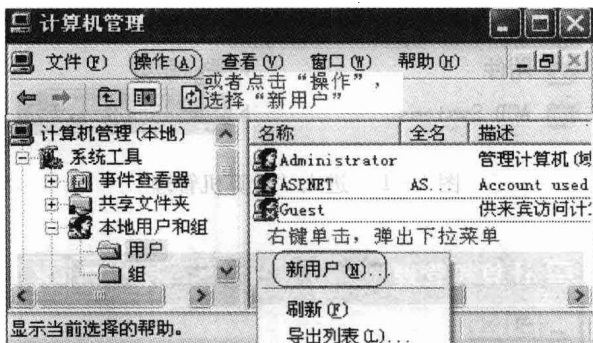 计算机管理
文件(F) 操作(A) 查看(V) 窗口(W) 帮助(H)
或者点击“操作”,
选择“新用户”
计算机管理(本地)
系统工具
事件查看器
共享文件夹
本地用户和组
用户
组
名称 全名 描述
Administrator 管理计算机(域
ASPNET AS... Account used
Guest 供来宾访问计
右键单击，弹出下拉菜单
新用户(N)...
刷新(F)
导出列表(L)...
显示当前选择的帮助。